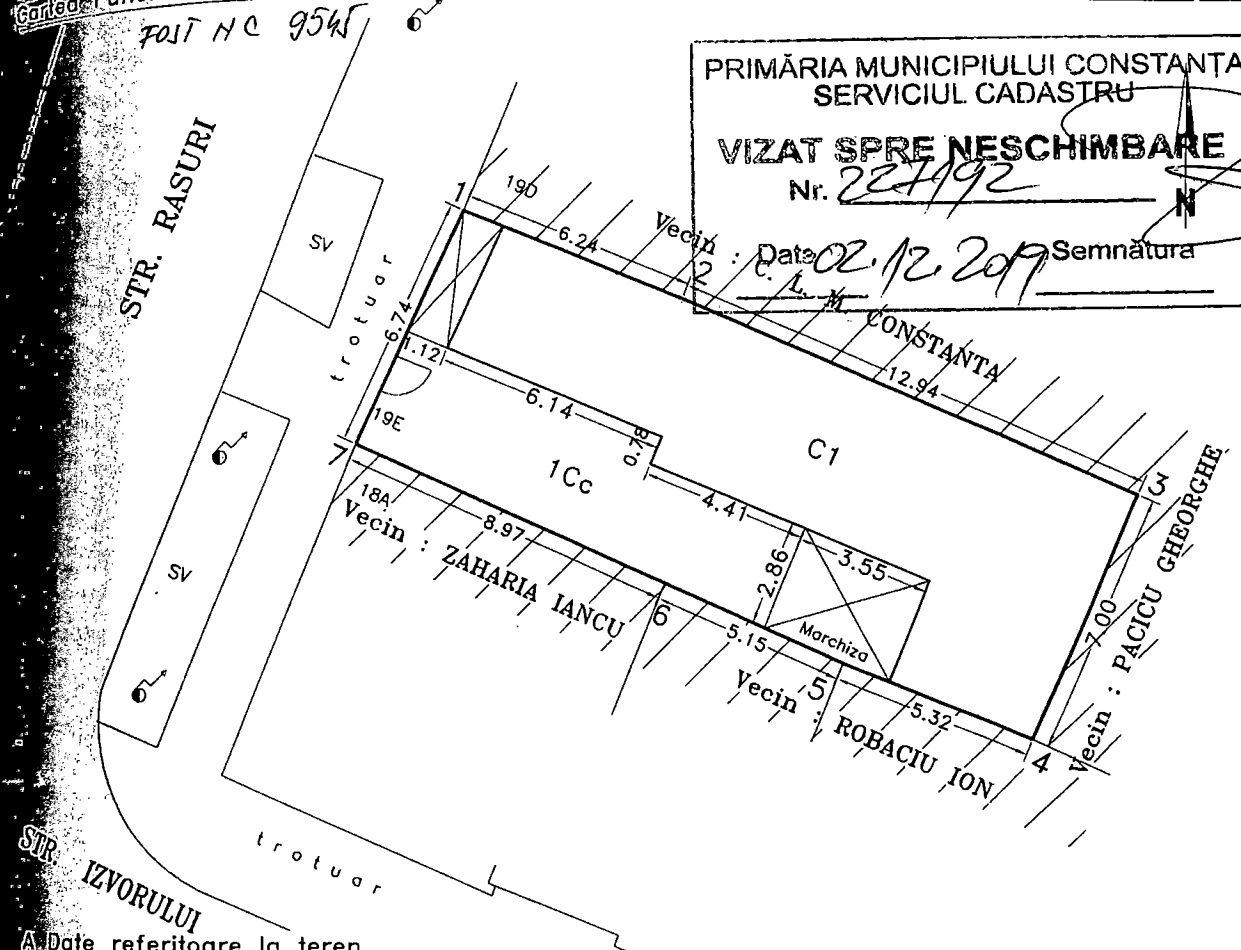 Cartea
FOST NC 9545
PRIMĂRIA MUNICIPIULUI CONSTANȚA
SERVICIUL CADASTRU
VIZAT SPRE NESCHIMBARE
Nr. 227192
N
Data 02.12.2019 Semnătura
STR. RASURI
SV
trotuar
1
19D
6.24
Vecin :
C. L. M. CONSTANTA
2
12.94
6.74
1.12
6.14
0.78
C1
3
19E
1Cc
4.41
7
18A
8.97
Vecin : ZAHARIA IANCU
2.86
3.55
Marchiza
6
5.15
5
5.32
7.00
Vecin : PACICU GHEORGHE
Vecin : ROBACIU ION
4
SV
trotuar
STR. IZVORULUI
A.Date referitoare la teren